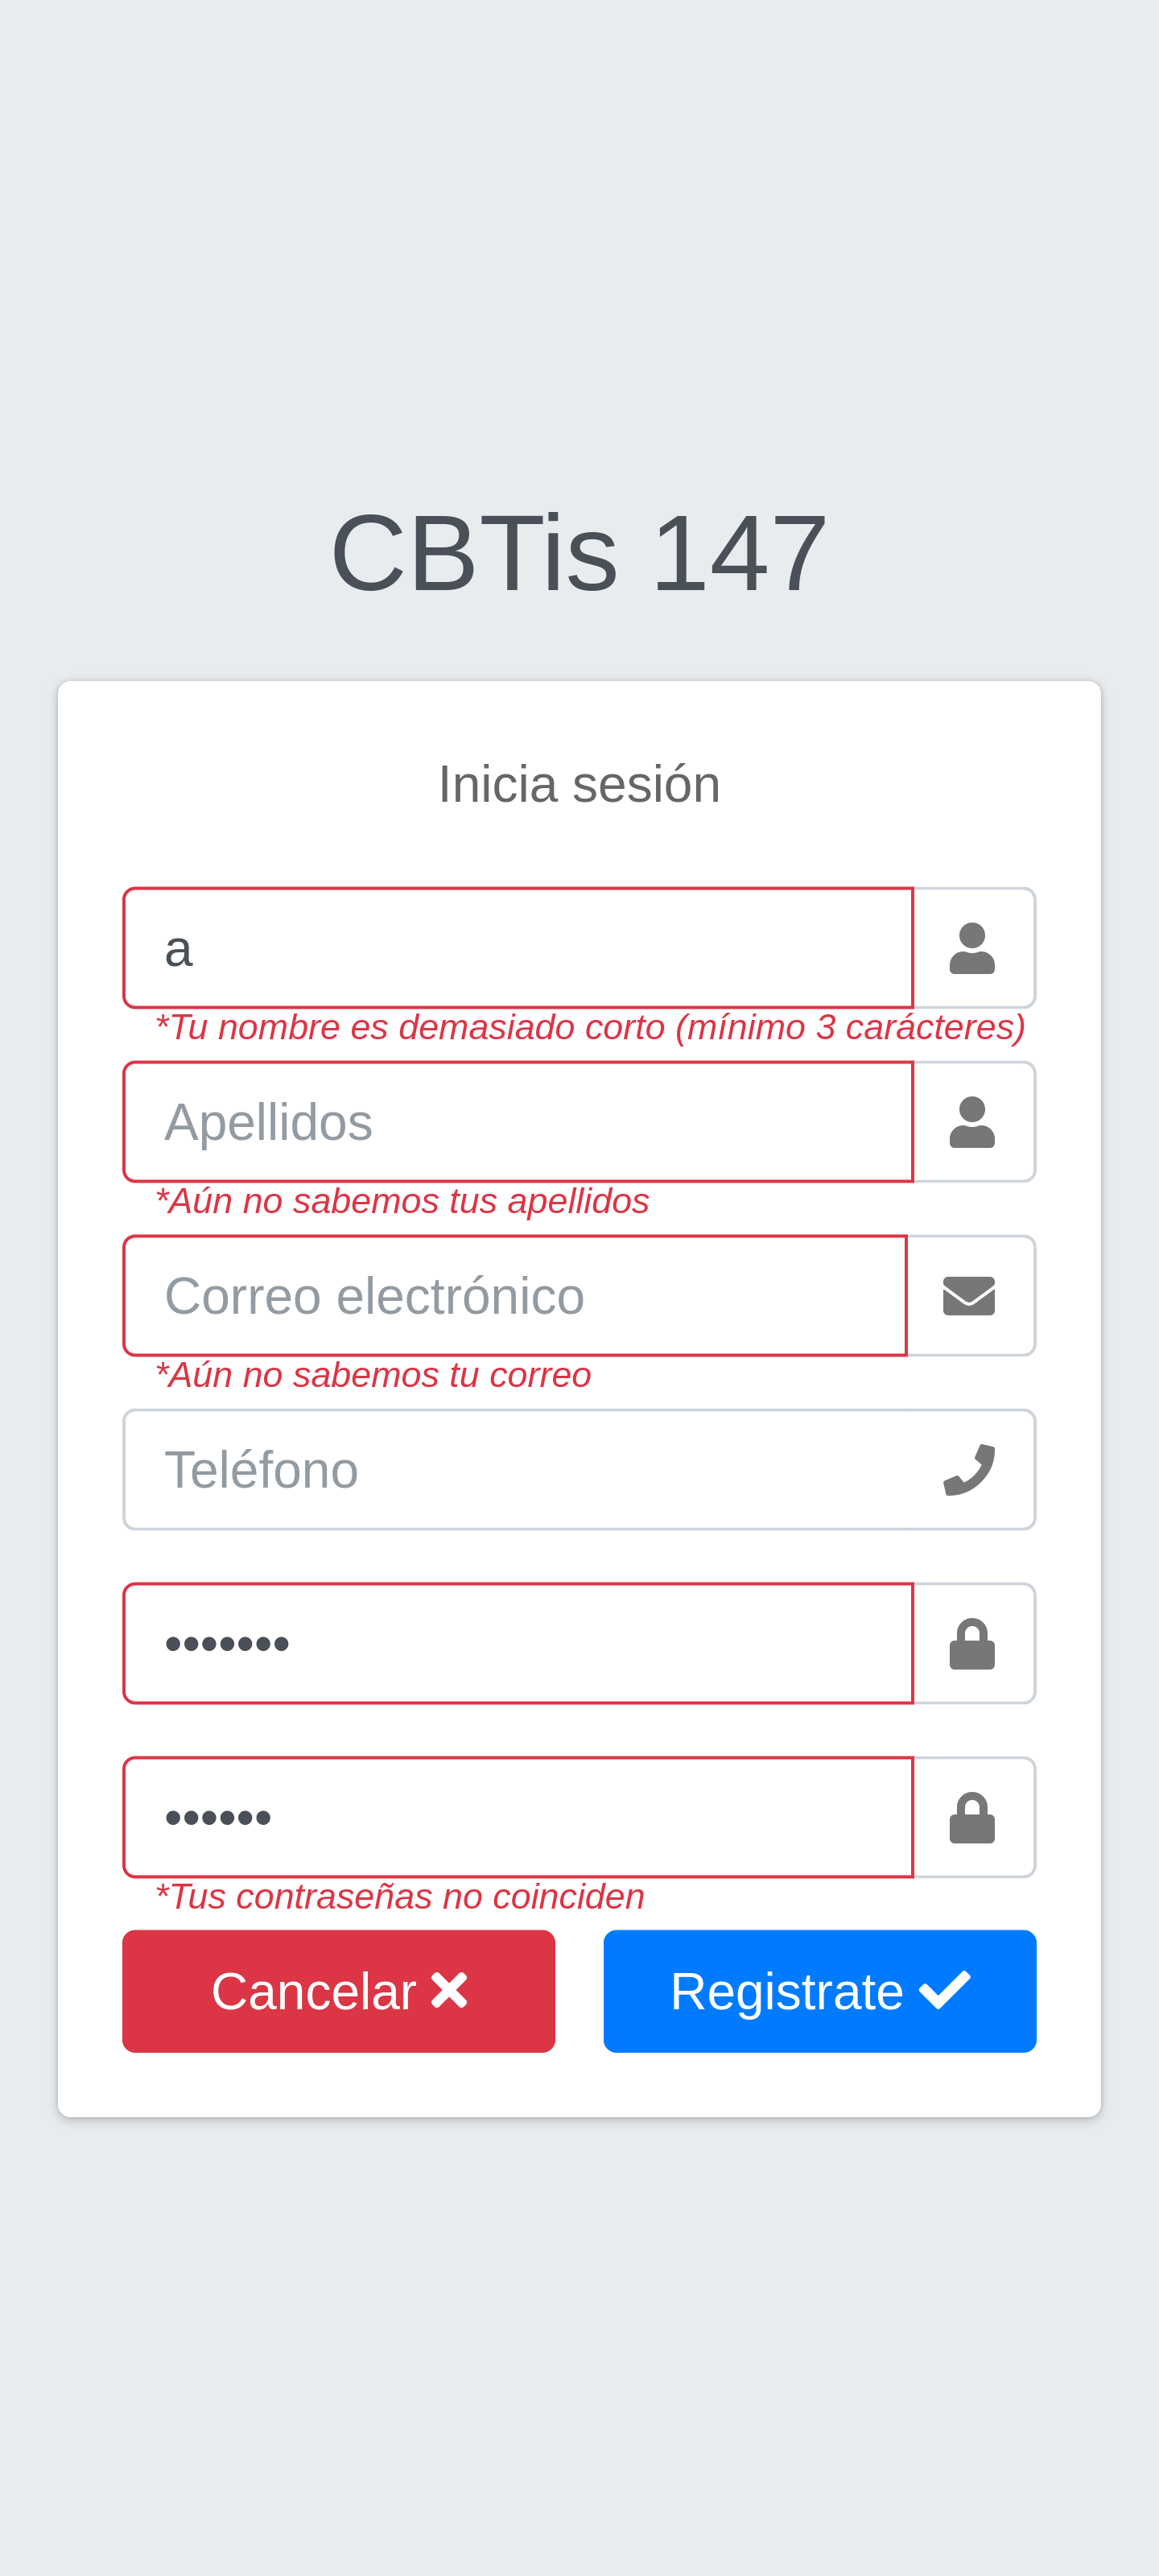 CBTis 147
Inicia sesión
a
*Tu nombre es demasiado corto (mínimo 3 carácteres)
Apellidos
*Aún no sabemos tus apellidos
Correo electrónico
*Aún no sabemos tu correo
Teléfono
•••••••
••••••
*Tus contraseñas no coinciden
Cancelar
Registrate